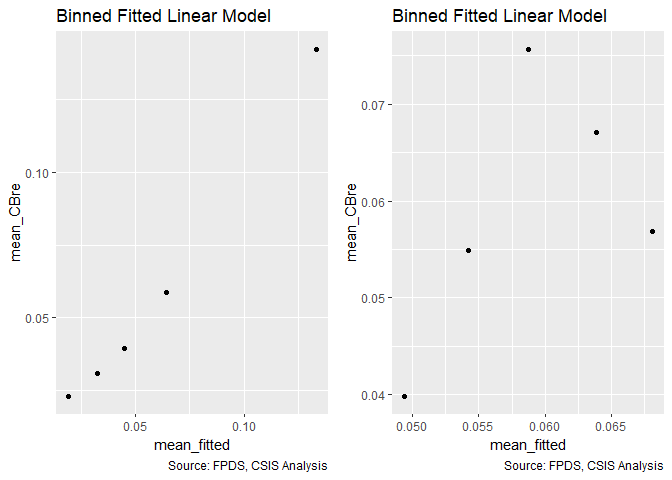 Binned Fitted Linear Model
mean_CBre
0.10
0.05
0.05
0.10
mean_fitted
Source: FPDS, CSIS Analysis
Binned Fitted Linear Model
mean_CBre
0.07
0.06
0.05
0.04
0.050
0.055
0.060
0.065
mean_fitted
Source: FPDS, CSIS Analysis